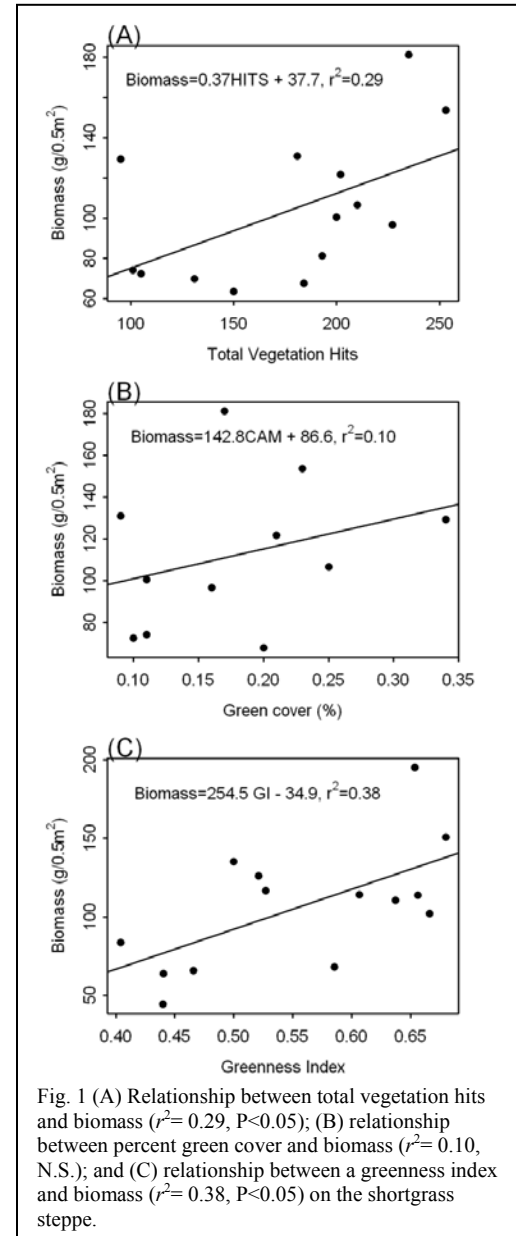 (A)
Biomass=0.37HITS + 37.7, r²=0.29
Biomass (g/0.5m²)
180
140
100
80
60
100 150 200 250
Total Vegetation Hits
(B)
Biomass=142.8CAM + 86.6, r²=0.10
Biomass (g/0.5m²)
180
160
140
120
100
80
0.10 0.15 0.20 0.25 0.30 0.35
Green cover (%)
(C)
Biomass=254.5 GI - 34.9, r²=0.38
Biomass (g/0.5m²)
200
150
100
50
0.40 0.45 0.50 0.55 0.60 0.65
Greenness Index
Fig. 1 (A) Relationship between total vegetation hits
and biomass (r²= 0.29, P<0.05); (B) relationship
between percent green cover and biomass (r²= 0.10,
N.S.); and (C) relationship between a greenness index
and biomass (r²= 0.38, P<0.05) on the shortgrass
steppe.